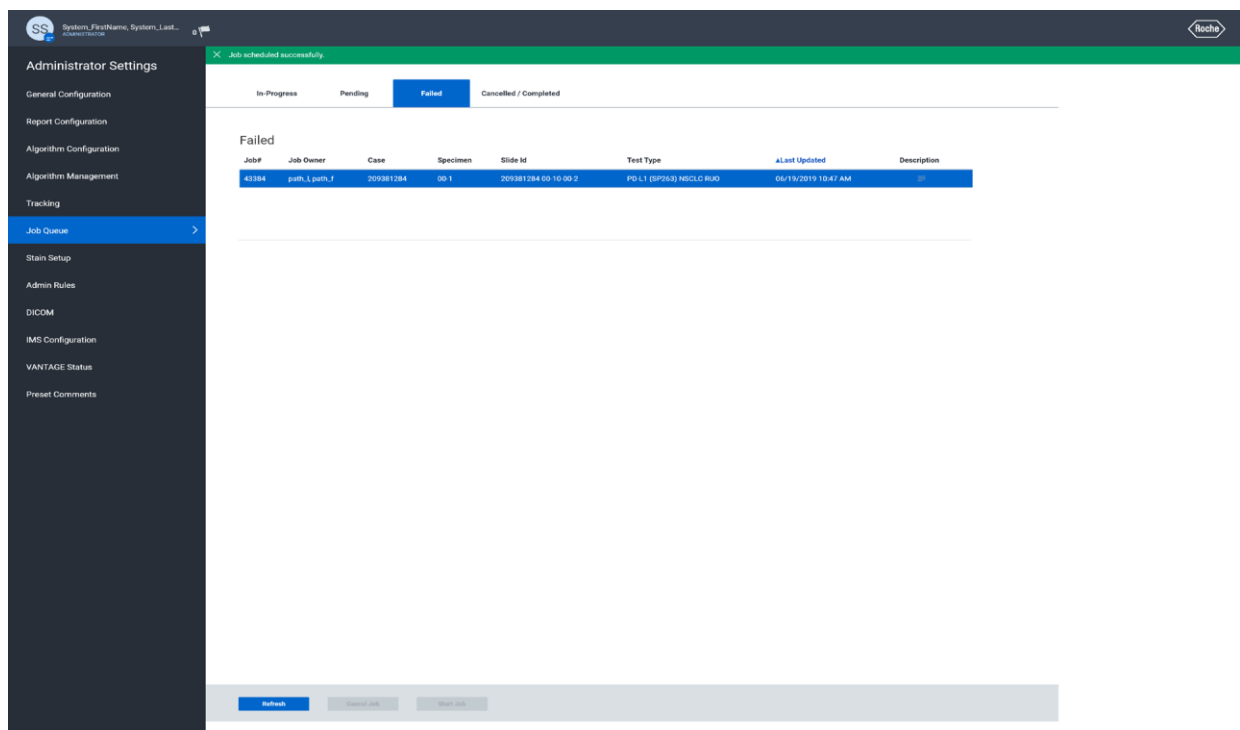 SS
System_FirstName, System_Last...
ADMINISTRATOR
0
Roche
Administrator Settings
General Configuration
Report Configuration
Algorithm Configuration
Algorithm Management
Tracking
Job Queue
Stain Setup
Admin Rules
DICOM
IMS Configuration
VANTAGE Status
Preset Comments
Job scheduled successfully.
In-Progress Pending Failed Cancelled / Completed
Failed
Job# Job Owner Case Specimen Slide Id Test Type ▲Last Updated Description
43384 path_l, path_f 209381284 00-1 209381284-00-10-00-2 PD-L1 (SP263) NSCLC RUO 06/19/2019 10:47 AM
Refresh Cancel Job Start Job